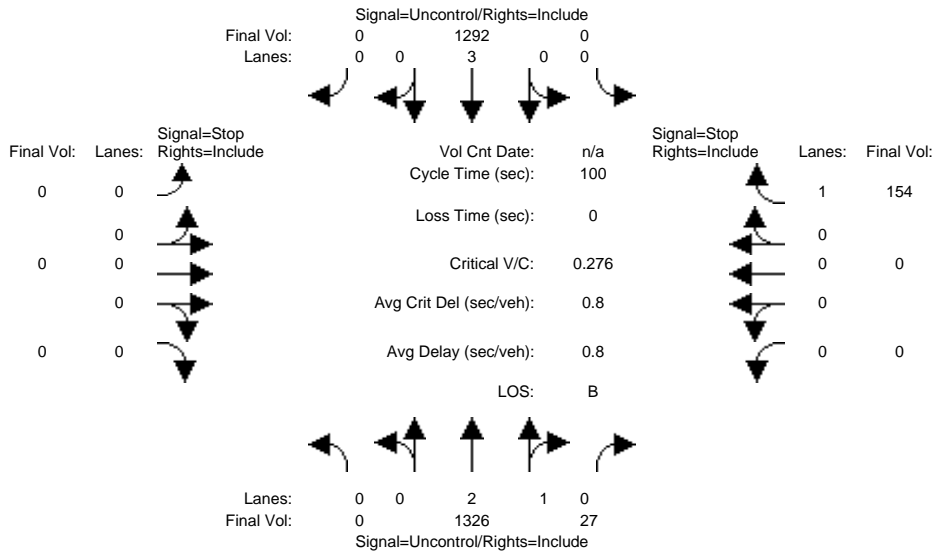 Signal=Uncontrol/Rights=Include
Final Vol: 0 1292 0
Lanes: 0 0 3 0 0
Signal=Stop
Final Vol: Lanes: Rights=Include
Vol Cnt Date: n/a
Signal=Stop
Rights=Include Lanes: Final Vol:
Cycle Time (sec): 100
0 0
1 154
Loss Time (sec): 0
0
0
0 0
Critical V/C: 0.276
0 0
0
Avg Crit Del (sec/veh): 0.8
0
0 0
Avg Delay (sec/veh): 0.8
0 0
LOS: B
Lanes: 0 0 2 1 0
Final Vol: 0 1326 27
Signal=Uncontrol/Rights=Include